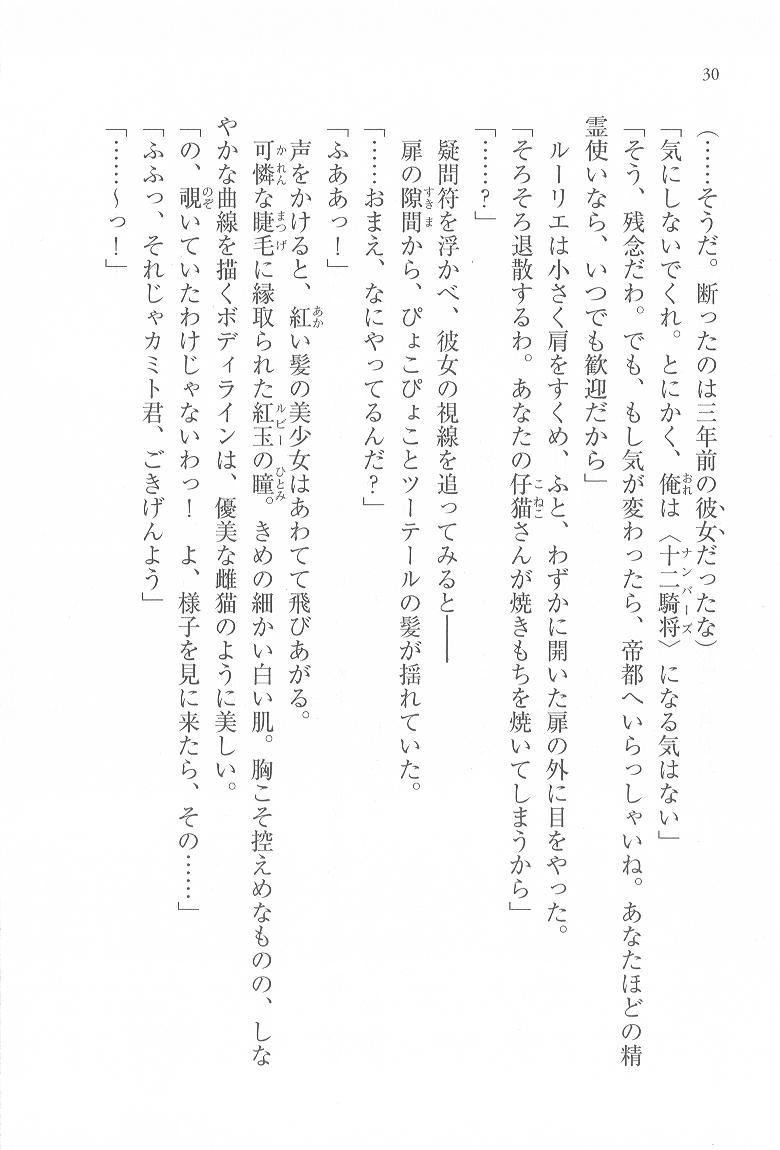 30
(……そうだ。断ったのは三年前の彼女だったな)
「気にしないでくれ。とにかく、俺は〈十二騎将〉になる気はない」
「そう、残念だわ。でも、もし気が変わったら、帝都へいらっしゃいね。あなたほどの精
霊使いなら、いつでも歓迎だから」
ルーリエは小さく肩をすくめ、ふと、わずかに開いた扉の外に目をやった。
「そろそろ退散するわ。あなたの仔猫さんが焼きもちを焼いてしまうから」
「……?」
疑問符を浮かべ、彼女の視線を追ってみると――
扉の隙間から、ぴょこぴょことツーテールの髪が揺れていた。
「……おまえ、なにやってるんだ?」
「ふああっ!」
声をかけると、紅い髪の美少女はあわてて飛びあがる。
可憐な睫毛に縁取られた紅玉の瞳。きめの細かい白い肌。胸こそ控えめなものの、しな
やかな曲線を描くボディラインは、優美な雌猫のように美しい。
「の、覗いていたわけじゃないわっ! よ、様子を見に来たら、その……」
「ふふっ、それじゃカミト君、ごきげんよう」
「……~っ!」